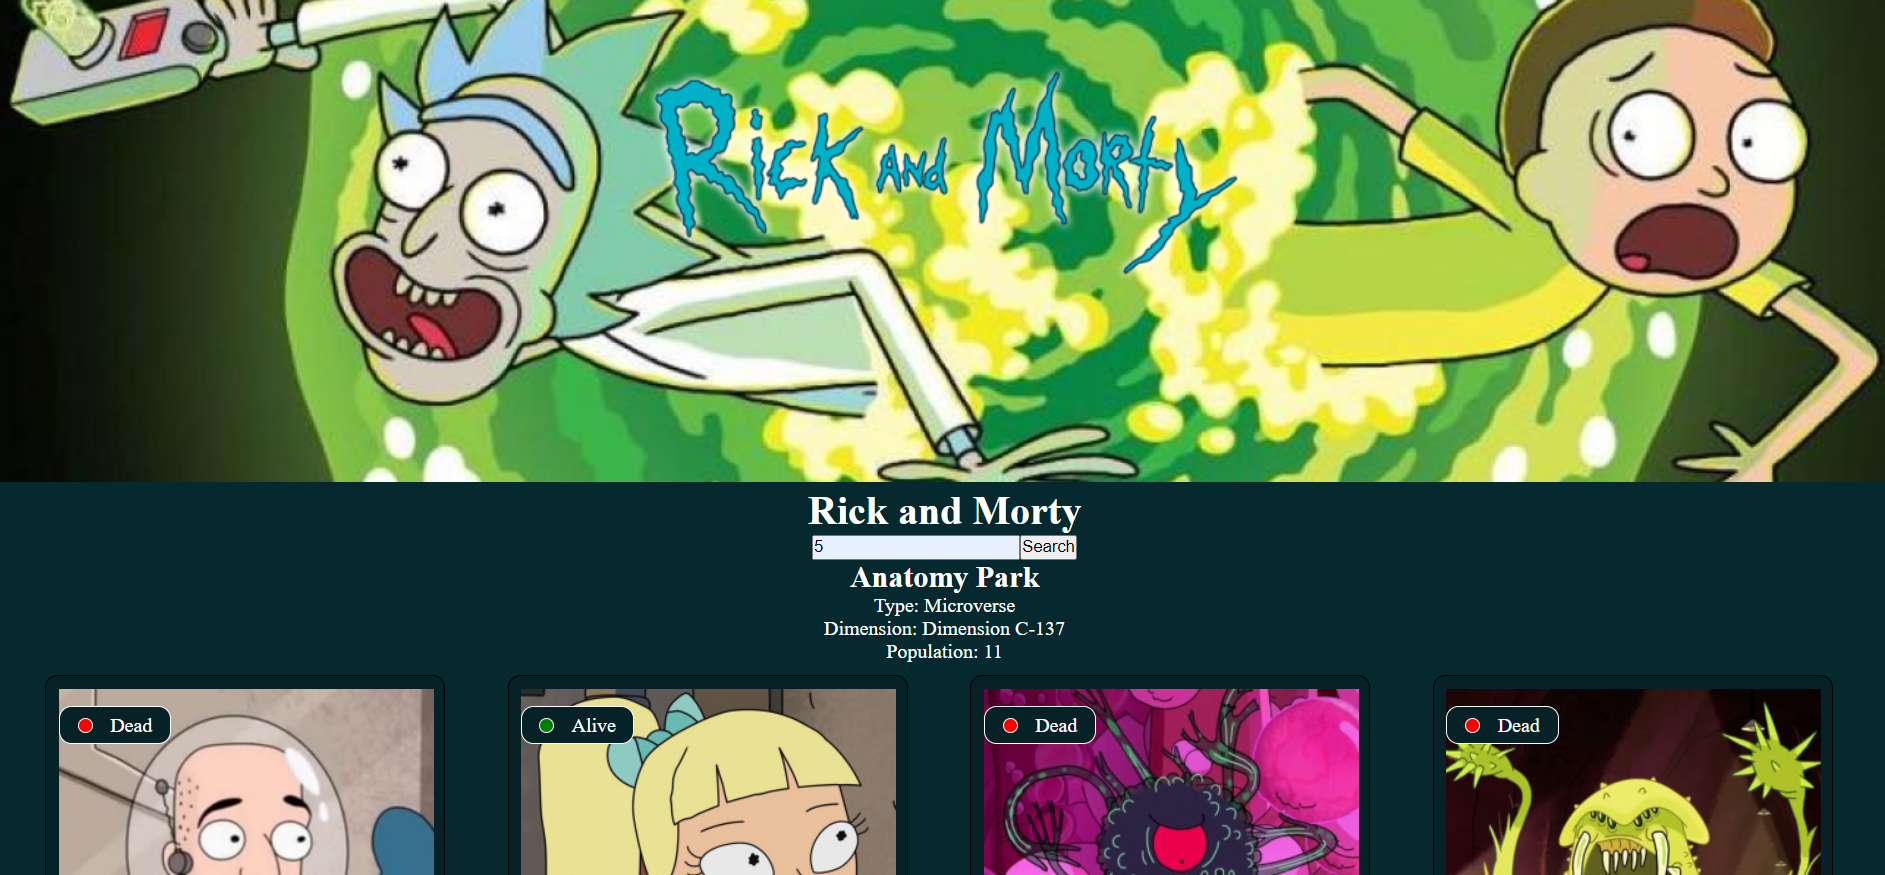 Rick and Morty
Rick and Morty
5 Search
Anatomy Park
Type: Microverse
Dimension: Dimension C-137
Population: 11
Dead
Alive
Dead
Dead